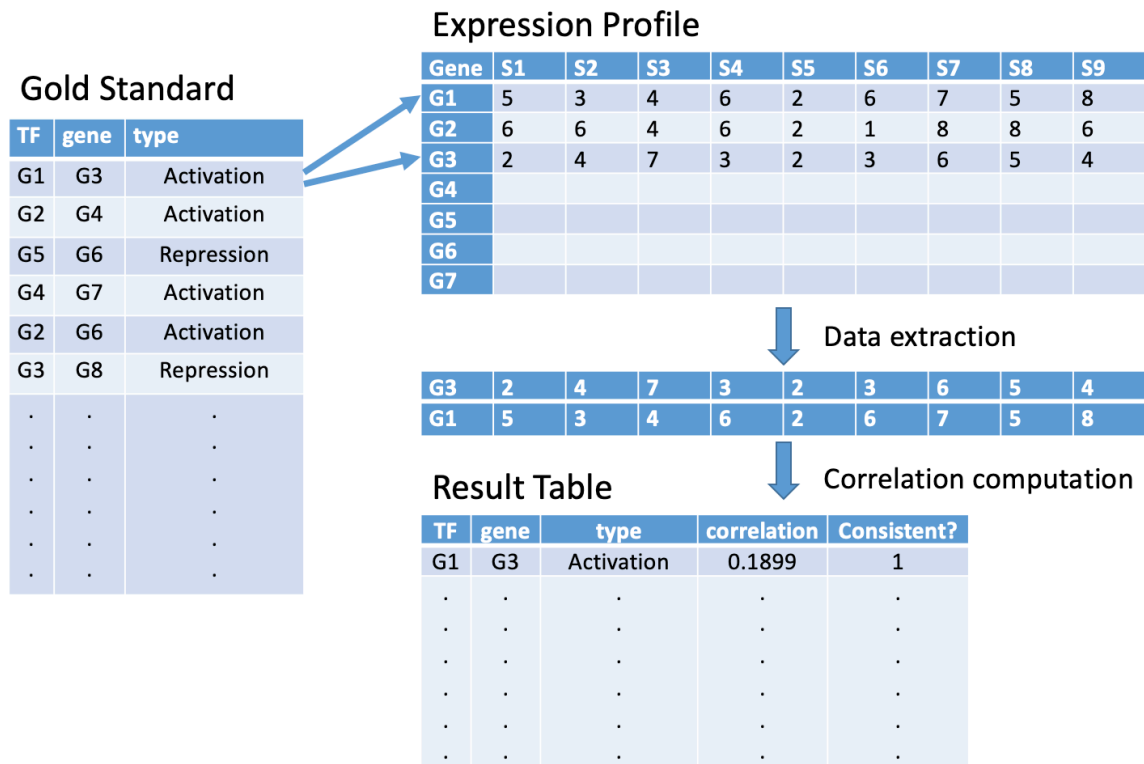 Gold Standard
TF gene type
G1 G3 Activation
G2 G4 Activation
G5 G6 Repression
G4 G7 Activation
G2 G6 Activation
G3 G8 Repression
. . .
. . .
. . .
. . .
. . .
. . .
Expression Profile
Gene S1 S2 S3 S4 S5 S6 S7 S8 S9
G1 5 3 4 6 2 6 7 5 8
G2 6 6 4 6 2 1 8 8 6
G3 2 4 7 3 2 3 6 5 4
G4
G5
G6
G7
Data extraction
G3 2 4 7 3 2 3 6 5 4
G1 5 3 4 6 2 6 7 5 8
Correlation computation
Result Table
TF gene type correlation Consistent?
G1 G3 Activation 0.1899 1
. . . . .
. . . . .
. . . . .
. . . . .
. . . . .
. . . . .